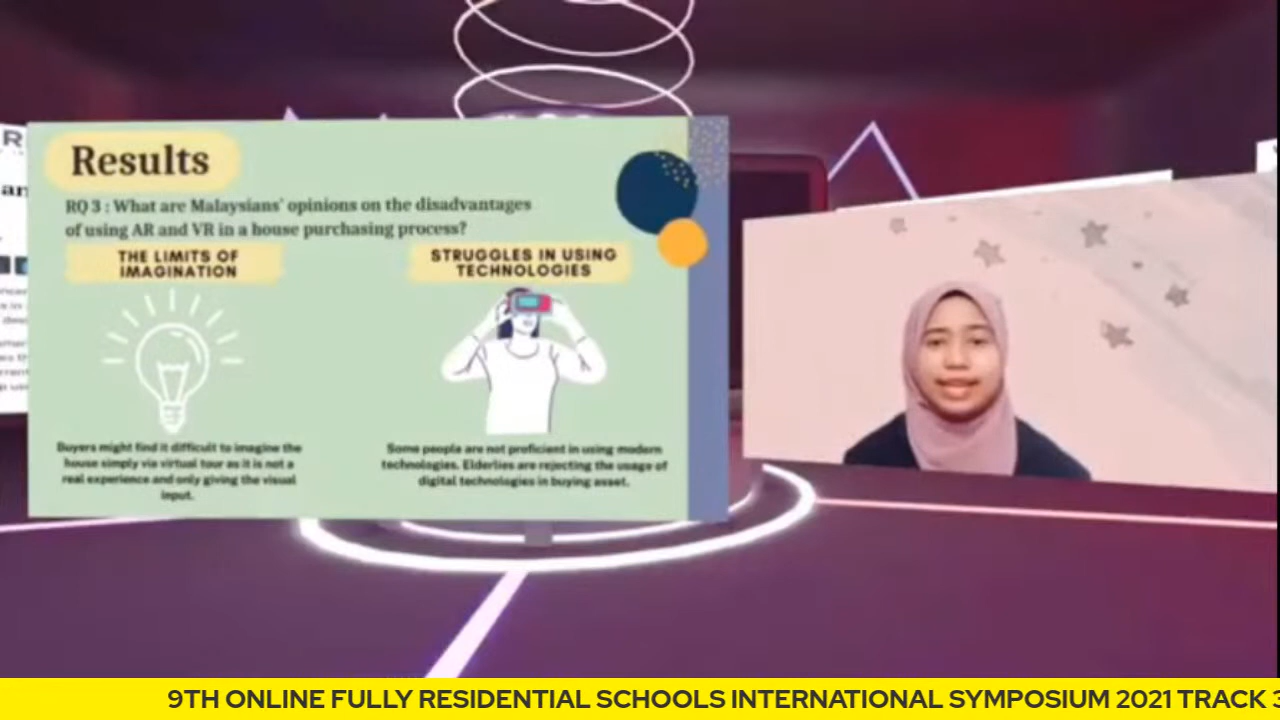 Results
RQ 3 : What are Malaysians' opinions on the disadvantages
of using AR and VR in a house purchasing process?
THE LIMITS OF
IMAGINATION
Buyers might find it difficult to imagine the
house simply via virtual tour as it is not a
real experience and only giving the visual
input.
STRUGGLES IN USING
TECHNOLOGIES
Some people are not proficient in using modern
technologies. Elderlies are rejecting the usage of
digital technologies in buying asset.
9TH ONLINE FULLY RESIDENTIAL SCHOOLS INTERNATIONAL SYMPOSIUM 2021 TRACK 3